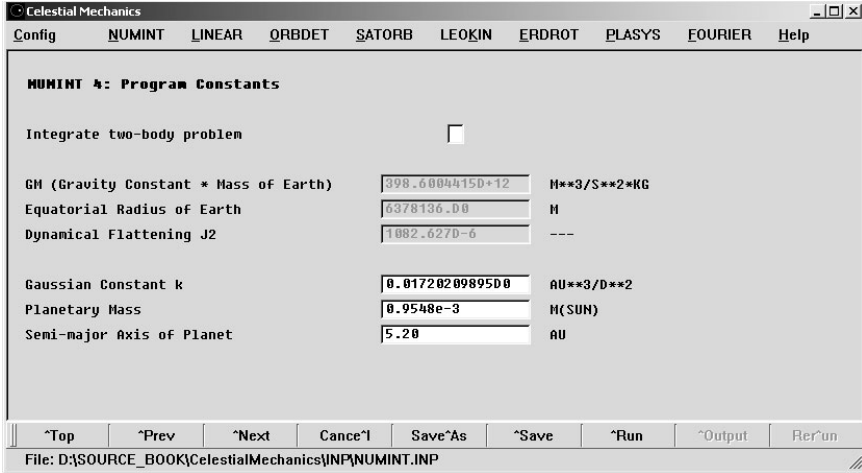 Celestial Mechanics
Config NUMINT LINEAR ORBDET SATORB LEOKIN ERDROT PLASYS FOURIER Help
NUMINT 4: Program Constants
Integrate two-body problem
GM (Gravity Constant * Mass of Earth) 398.6004415D+12 M**3/S**2*KG
Equatorial Radius of Earth 6378136.D0 M
Dynamical Flattening J2 1082.627D-6 ---
Gaussian Constant k 0.01720209895D0 AU**3/D**2
Planetary Mass 0.9548e-3 M(SUN)
Semi-major Axis of Planet 5.20 AU
^Top ^Prev ^Next Cance^l Save^As ^Save ^Run ^Output Rer^un
File: D:\SOURCE_BOOK\CelestialMechanics\INP\NUMINT.INP